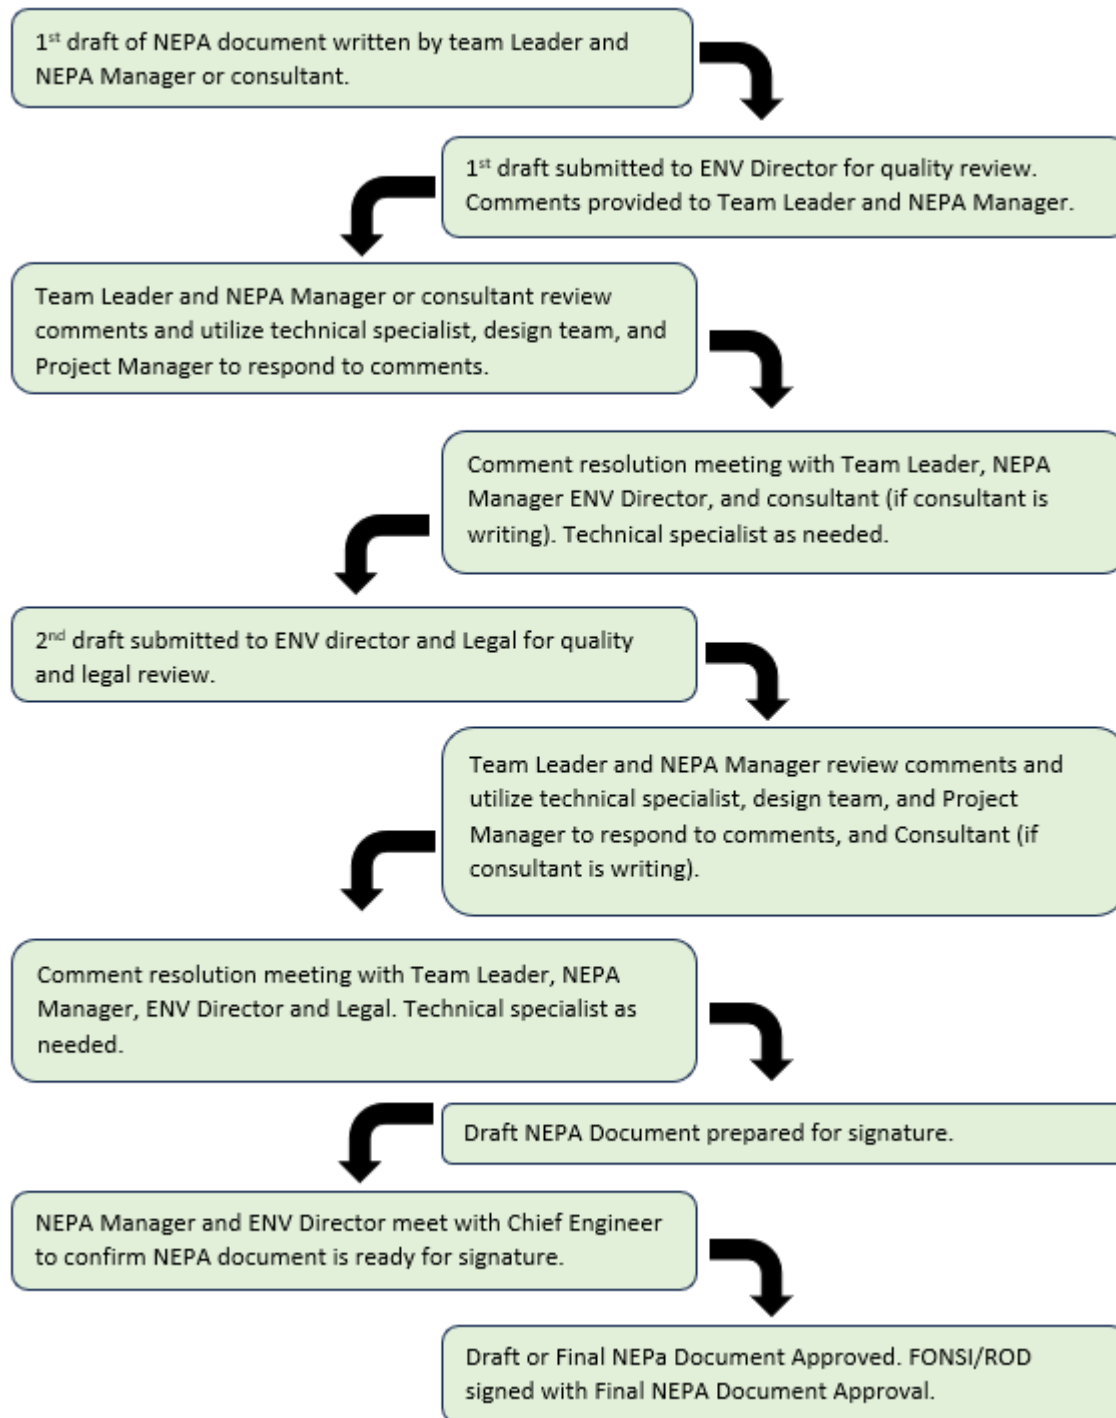 1st draft of NEPA document written by team Leader and
NEPA Manager or consultant.
1st draft submitted to ENV Director for quality review.
Comments provided to Team Leader and NEPA Manager.
Team Leader and NEPA Manager or consultant review
comments and utilize technical specialist, design team, and
Project Manager to respond to comments.
Comment resolution meeting with Team Leader, NEPA
Manager ENV Director, and consultant (if consultant is
writing). Technical specialist as needed.
2nd draft submitted to ENV director and Legal for quality
and legal review.
Team Leader and NEPA Manager review comments and
utilize technical specialist, design team, and Project
Manager to respond to comments, and Consultant (if
consultant is writing).
Comment resolution meeting with Team Leader, NEPA
Manager, ENV Director and Legal. Technical specialist as
needed.
Draft NEPA Document prepared for signature.
NEPA Manager and ENV Director meet with Chief Engineer
to confirm NEPA document is ready for signature.
Draft or Final NEPa Document Approved. FONSI/ROD
signed with Final NEPA Document Approval.